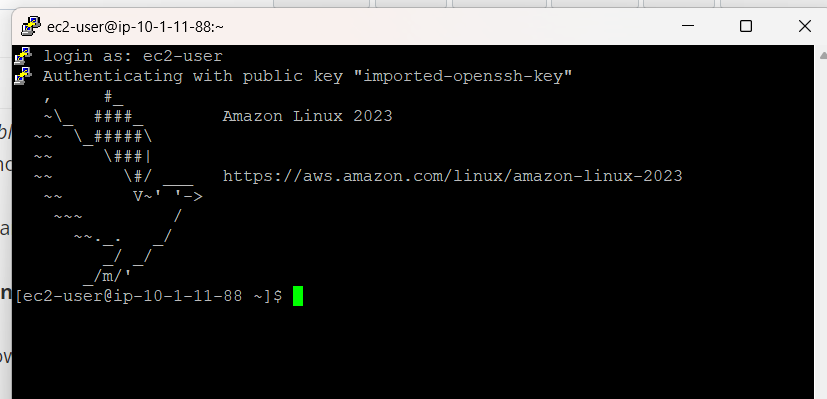 ec2-user@ip-10-1-11-88:~
login as: ec2-user
Authenticating with public key "imported-openssh-key"
   ,     #_
   ~\_  ####_        Amazon Linux 2023
  ~~  \_#####\
  ~~     \###|
  ~~       \#/ ___   https://aws.amazon.com/linux/amazon-linux-2023
   ~~       V~' '->
    ~~~         /
      ~~._.   _/
         _/ _/
       _/m/'
[ec2-user@ip-10-1-11-88 ~]$